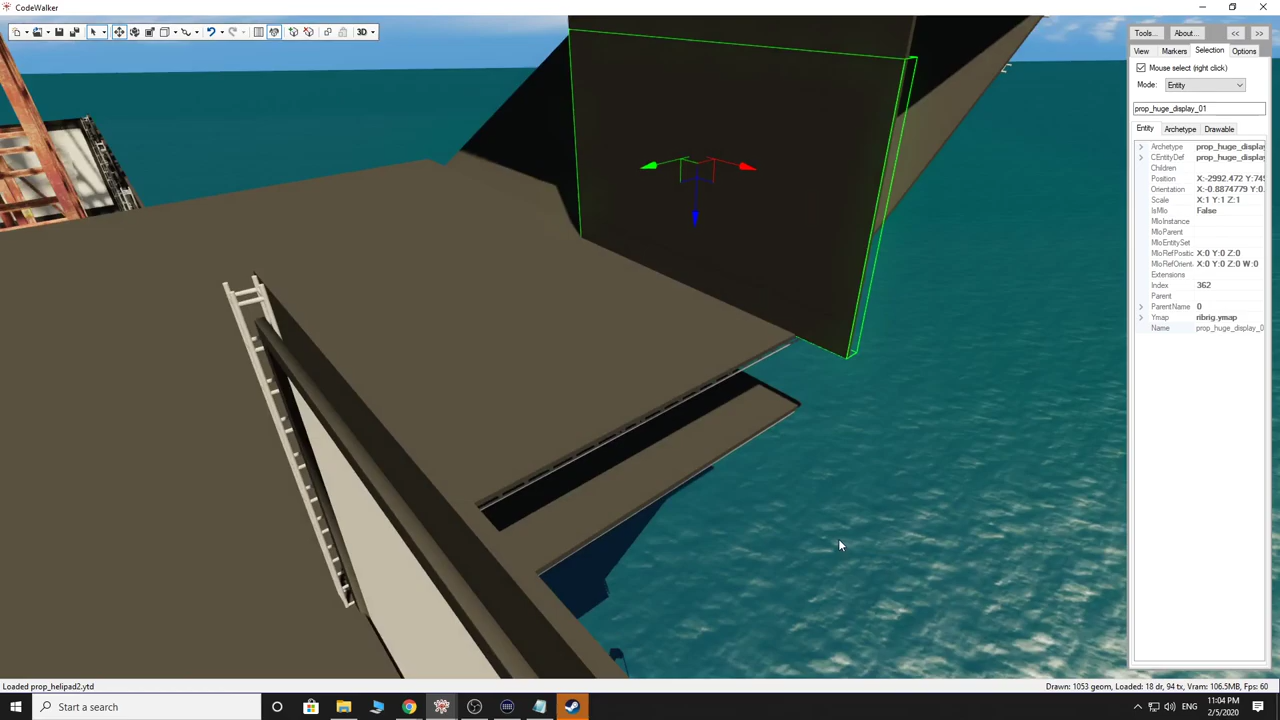 CodeWalker
3D
Tools...
About...
<<
>>
View
Markers
Selection
Options
Mouse select (right click)
Mode:
Entity
prop_huge_display_01
Entity
Archetype
Drawable
Archetype prop_huge_display
CEntityDef prop_huge_display
Children
Position X:-2992.472 Y:745
Orientation X:-0.8874779 Y:0.
Scale X:1 Y:1 Z:1
IsMlo False
MloInstance
MloParent
MloEntitySet
MloRefPositic X:0 Y:0 Z:0
MloRefOrient X:0 Y:0 Z:0 W:0
Extensions
Index 362
Parent
ParentName 0
Ymap ribrig.ymap
Name prop_huge_display_0
Loaded prop_helipad2.ytd
Drawn: 1053 geom, Loaded: 18 dr, 94 tx, Vram: 106.5MB, Fps: 60
Start a search
ENG
11:04 PM
2/5/2020